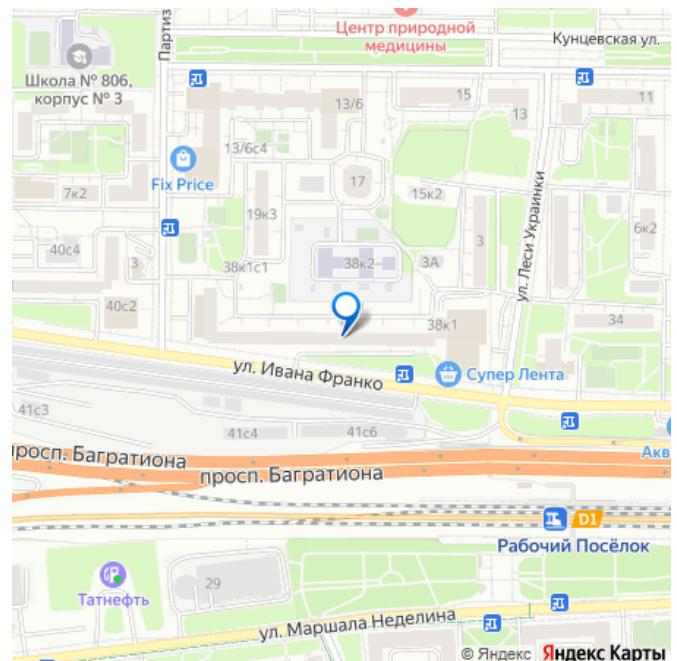 Центр природной
медицины
Кунцевская ул.
Партиз
Школа № 806,
корпус № 3
13/6
15
13
11
13/6с4
Fix Price
17
7к2
15к2
19к3
3
6к2
ул. Леси Украинки
40с4
3
38к1с1
38к2
3А
40с2
38к1
34
ул. Ивана Франко
Супер Лента
41с3
41с4
41с6
просп. Багратиона
Акв
просп. Багратиона
D1
Рабочий Посёлок
29
Татнефть
ул. Маршала Неделина
© Яндекс Яндекс Карты